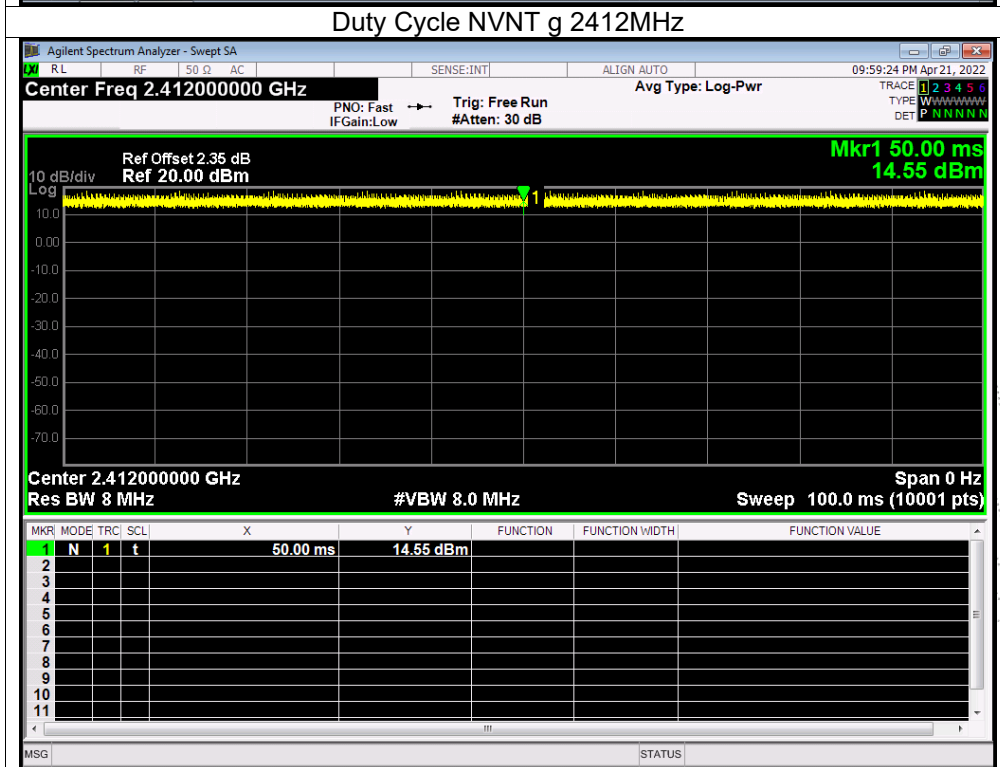 Duty Cycle NVNT g 2412MHz
Agilent Spectrum Analyzer - Swept SA
LXI RL RF 50 Ω AC SENSE:INT ALIGN AUTO 09:59:24 PM Apr 21, 2022
Center Freq 2.412000000 GHz Avg Type: Log-Pwr TRACE 1 2 3 4 5 6
PNO: Fast Trig: Free Run TYPE WWWWWWW
IFGain:Low #Atten: 30 dB DET P N N N N N
Mkr1 50.00 ms
Ref Offset 2.35 dB
10 dB/div Ref 20.00 dBm 14.55 dBm
Log
1
10.0
0.00
-10.0
-20.0
-30.0
-40.0
-50.0
-60.0
-70.0
Center 2.412000000 GHz Span 0 Hz
Res BW 8 MHz #VBW 8.0 MHz Sweep 100.0 ms (10001 pts)
MKR MODE TRC SCL X Y FUNCTION FUNCTION WIDTH FUNCTION VALUE
1 N 1 t 50.00 ms 14.55 dBm
2
3
4
5
6
7
8
9
10
11
MSG STATUS